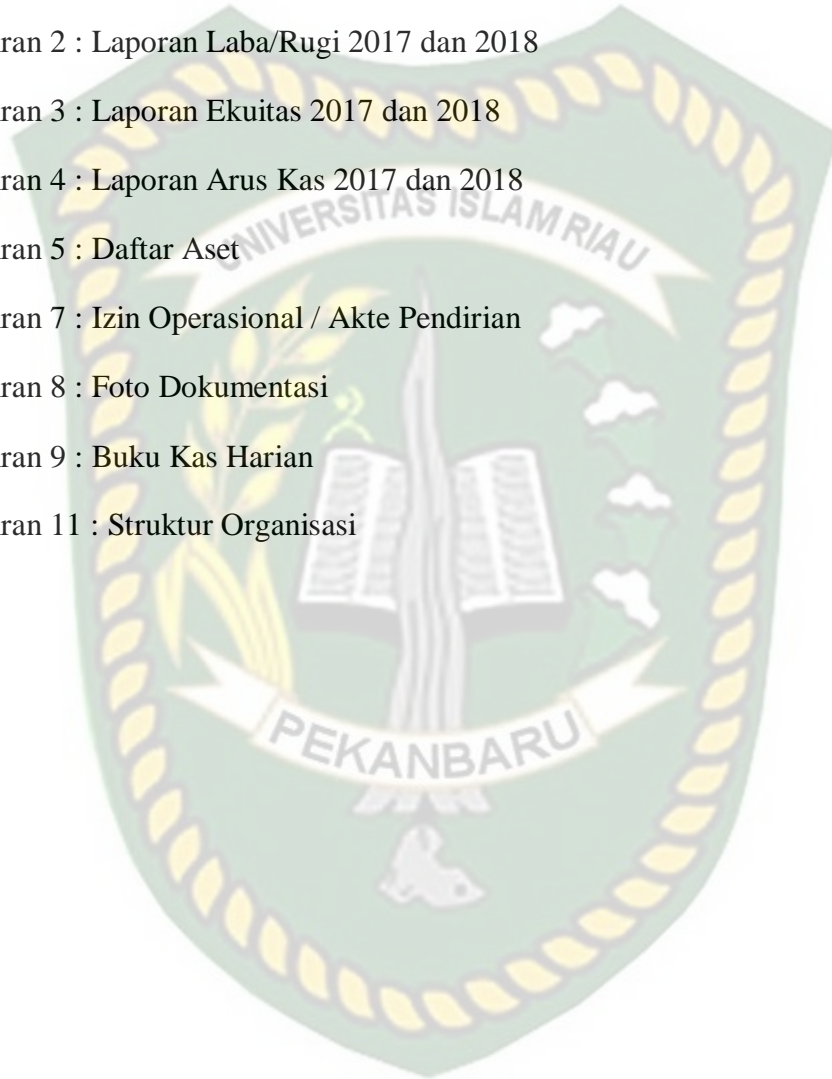 ran 2 : Laporan Laba/Rugi 2017 dan 2018
ran 3 : Laporan Ekuitas 2017 dan 2018
ran 4 : Laporan Arus Kas 2017 dan 2018
UNIVERSITAS ISLAM RIAU
ran 5 : Daftar Aset
ran 7 : Izin Operasional / Akte Pendirian
ran 8 : Foto Dokumentasi
ran 9 : Buku Kas Harian
ran 11 : Struktur Organisasi
PEKANBARU